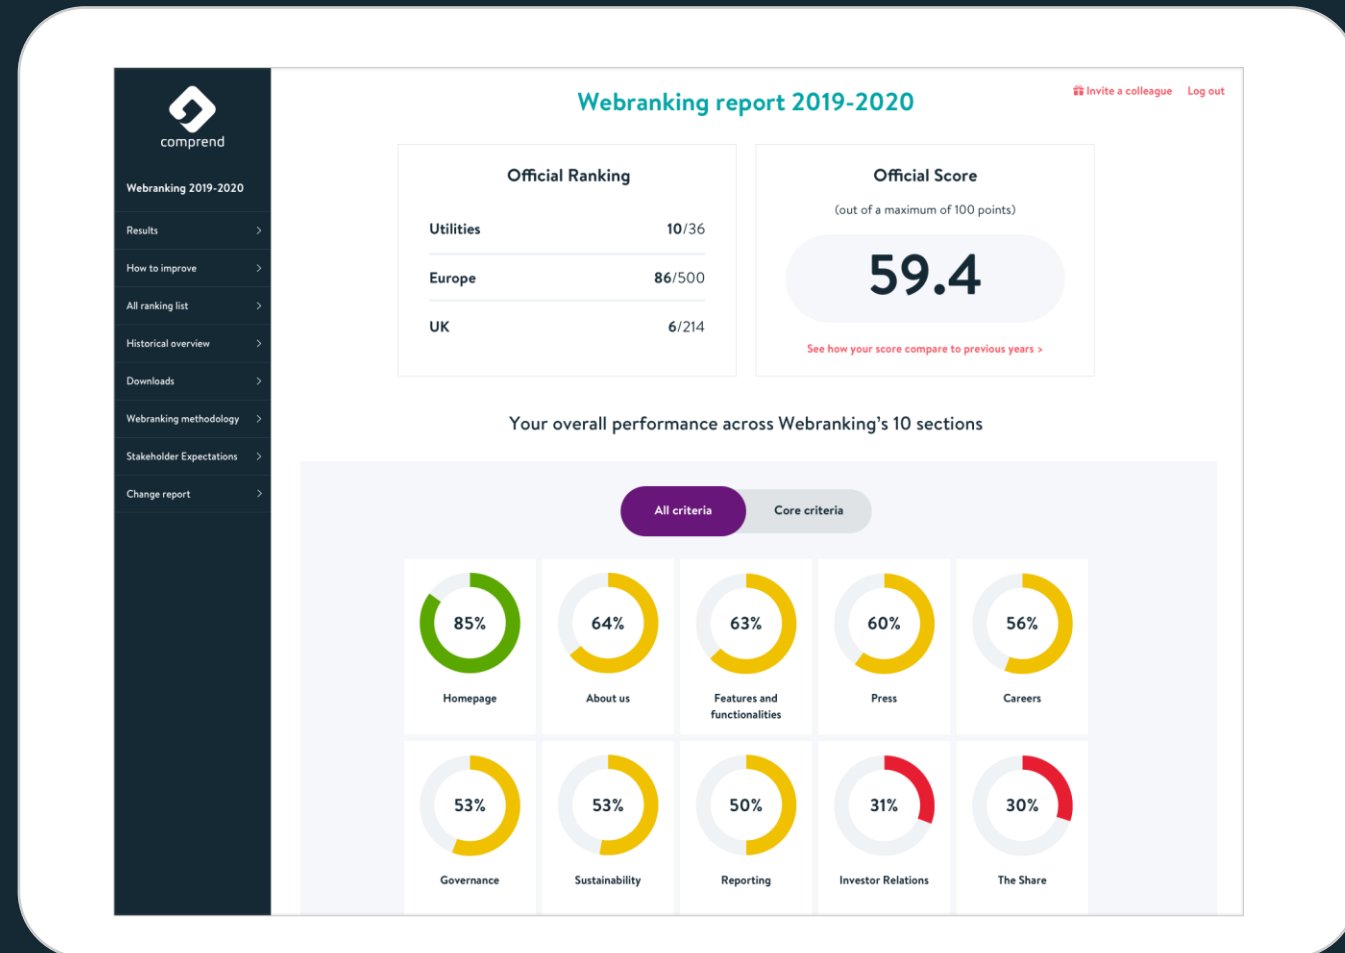 comprend
Webranking 2019-2020
Results
How to improve
All ranking list
Historical overview
Downloads
Webranking methodology
Stakeholder Expectations
Change report
Invite a colleague Log out
Webranking report 2019-2020
Official Ranking
Utilities 10/36
Europe 86/500
UK 6/214
Official Score
(out of a maximum of 100 points)
59.4
See how your score compare to previous years >
Your overall performance across Webranking’s 10 sections
All criteria Core criteria
85% 64% 63% 60% 56%
Homepage About us Features and Press Careers
functionalities
53% 53% 50% 31% 30%
Governance Sustainability Reporting Investor Relations The Share